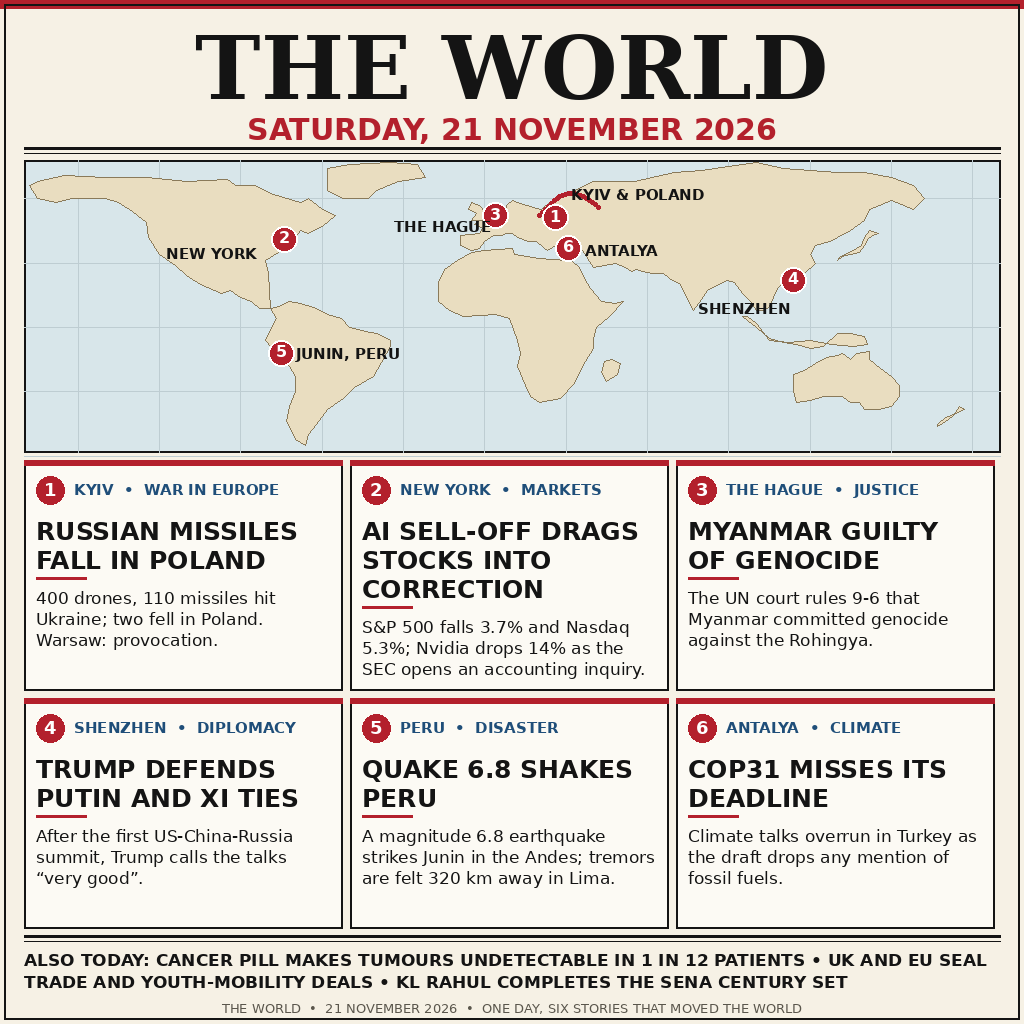 THE WORLD
SATURDAY, 21 NOVEMBER 2026
KYIV & POLAND
3
1
THE HAGUE
2
NEW YORK
6 ANTALYA
4
SHENZHEN
5 JUNIN, PERU
1 KYIV • WAR IN EUROPE
RUSSIAN MISSILES
FALL IN POLAND
400 drones, 110 missiles hit
Ukraine; two fell in Poland.
Warsaw: provocation.
2 NEW YORK • MARKETS
AI SELL-OFF DRAGS
STOCKS INTO
CORRECTION
S&P 500 falls 3.7% and Nasdaq
5.3%; Nvidia drops 14% as the
SEC opens an accounting inquiry.
3 THE HAGUE • JUSTICE
MYANMAR GUILTY
OF GENOCIDE
The UN court rules 9-6 that
Myanmar committed genocide
against the Rohingya.
4 SHENZHEN • DIPLOMACY
TRUMP DEFENDS
PUTIN AND XI TIES
After the first US-China-Russia
summit, Trump calls the talks
“very good”.
5 PERU • DISASTER
QUAKE 6.8 SHAKES
PERU
A magnitude 6.8 earthquake
strikes Junin in the Andes; tremors
are felt 320 km away in Lima.
6 ANTALYA • CLIMATE
COP31 MISSES ITS
DEADLINE
Climate talks overrun in Turkey as
the draft drops any mention of
fossil fuels.
ALSO TODAY: CANCER PILL MAKES TUMOURS UNDETECTABLE IN 1 IN 12 PATIENTS • UK AND EU SEAL
TRADE AND YOUTH-MOBILITY DEALS • KL RAHUL COMPLETES THE SENA CENTURY SET
THE WORLD • 21 NOVEMBER 2026 • ONE DAY, SIX STORIES THAT MOVED THE WORLD